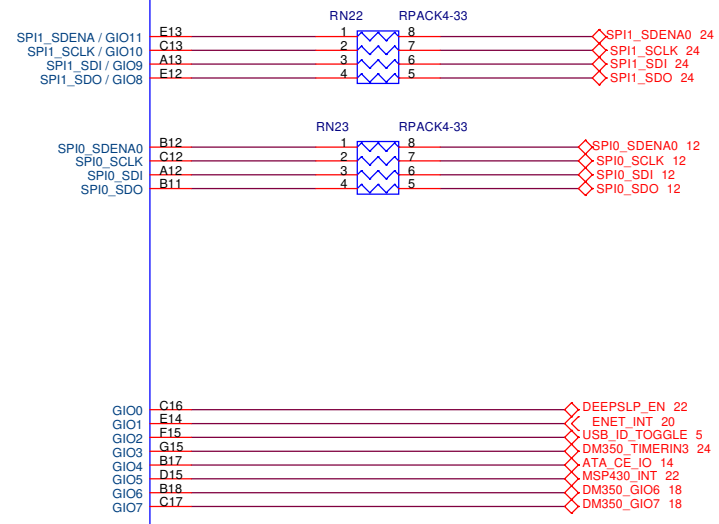 RN22 RPACK4-33
SPI1_SDENA / GIO11 E13 1 8 SPI1_SDENA0 24
SPI1_SCLK / GIO10 C13 2 7 SPI1_SCLK 24
SPI1_SDI / GIO9 A13 3 6 SPI1_SDI 24
SPI1_SDO / GIO8 E12 4 5 SPI1_SDO 24
RN23 RPACK4-33
SPI0_SDENA0 B12 1 8 SPI0_SDENA0 12
SPI0_SCLK C12 2 7 SPI0_SCLK 12
SPI0_SDI A12 3 6 SPI0_SDI 12
SPI0_SDO B11 4 5 SPI0_SDO 12
GIO0 C16 DEEPSLP_EN 22
GIO1 E14 ENET_INT 20
GIO2 F15 USB_ID_TOGGLE 5
GIO3 G15 DM350_TIMERIN3 24
GIO4 B17 ATA_CE_IO 14
GIO5 D15 MSP430_INT 22
GIO6 B18 DM350_GIO6 18
GIO7 C17 DM350_GIO7 18